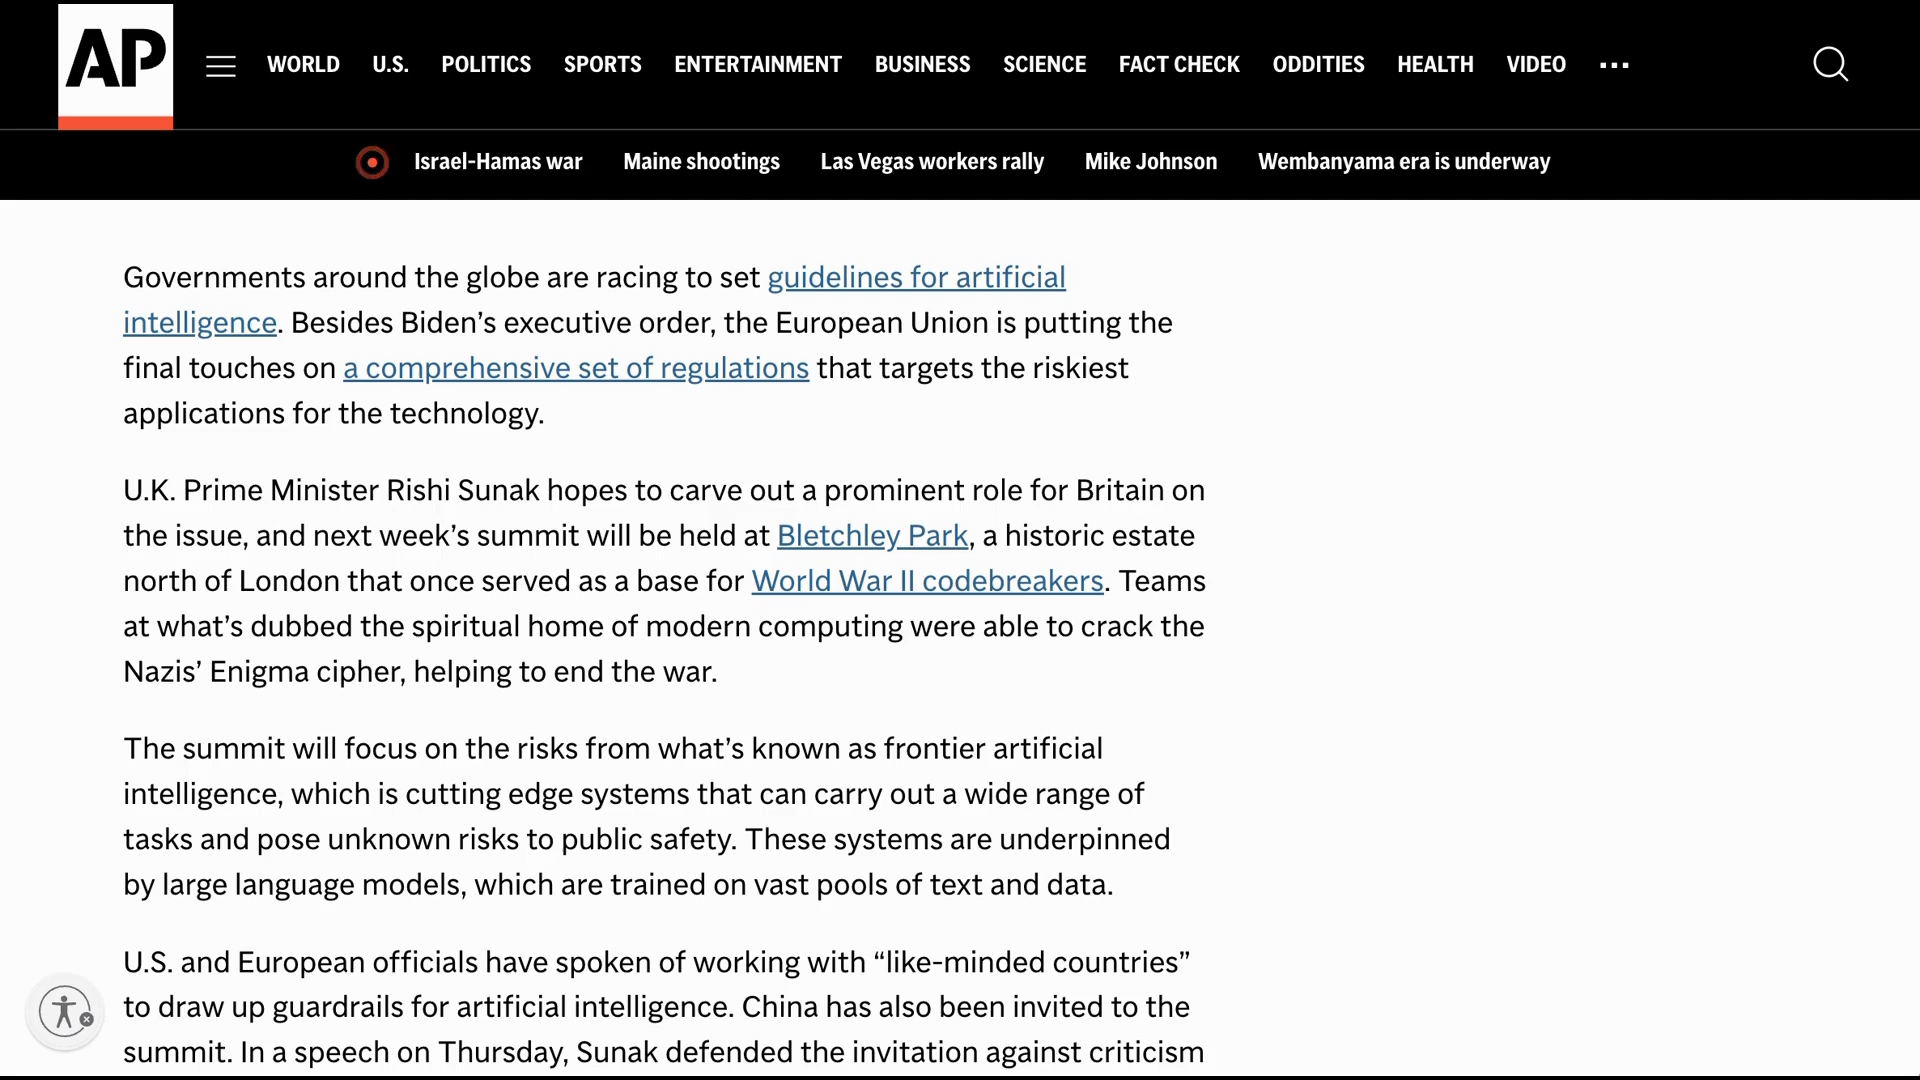 AP
WORLD U.S. POLITICS SPORTS ENTERTAINMENT BUSINESS SCIENCE FACT CHECK ODDITIES HEALTH VIDEO ...
Israel-Hamas war Maine shootings Las Vegas workers rally Mike Johnson Wembanyama era is underway
Governments around the globe are racing to set guidelines for artificial
intelligence. Besides Biden’s executive order, the European Union is putting the
final touches on a comprehensive set of regulations that targets the riskiest
applications for the technology.
U.K. Prime Minister Rishi Sunak hopes to carve out a prominent role for Britain on
the issue, and next week’s summit will be held at Bletchley Park, a historic estate
north of London that once served as a base for World War II codebreakers. Teams
at what’s dubbed the spiritual home of modern computing were able to crack the
Nazis’ Enigma cipher, helping to end the war.
The summit will focus on the risks from what’s known as frontier artificial
intelligence, which is cutting edge systems that can carry out a wide range of
tasks and pose unknown risks to public safety. These systems are underpinned
by large language models, which are trained on vast pools of text and data.
U.S. and European officials have spoken of working with “like-minded countries”
to draw up guardrails for artificial intelligence. China has also been invited to the
summit. In a speech on Thursday, Sunak defended the invitation against criticism